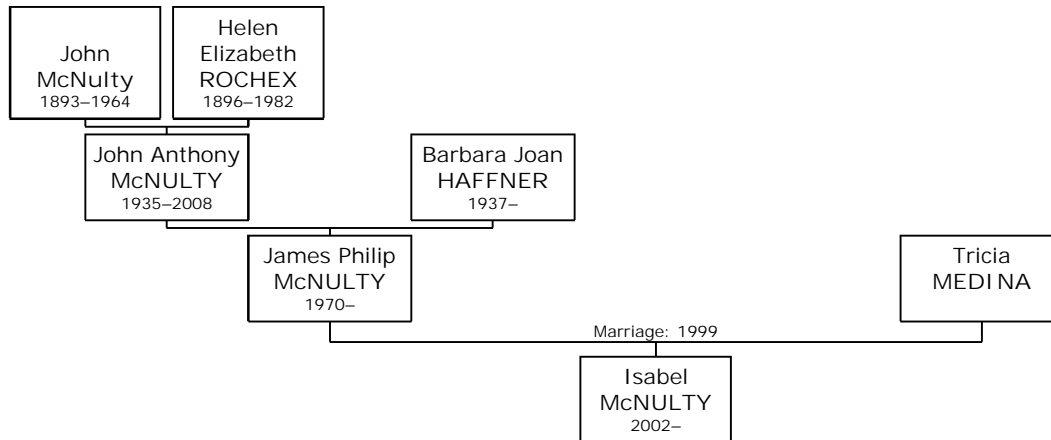 John
McNulty
1893–1964
Helen
Elizabeth
ROCHEX
1896–1982
John Anthony
McNULTY
1935–2008
Barbara Joan
HAFFNER
1937–
James Philip
McNULTY
1970–
Tricia
MEDINA
Marriage: 1999
Isabel
McNULTY
2002–